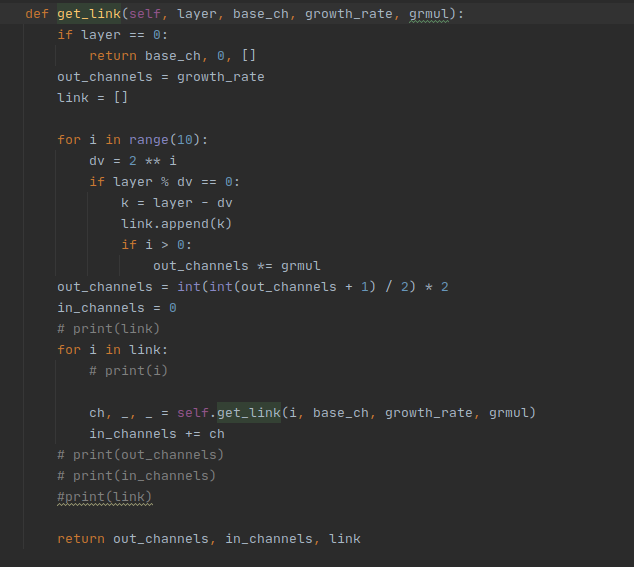 def get_link(self, layer, base_ch, growth_rate, grmul):
    if layer == 0:
        return base_ch, 0, []
    out_channels = growth_rate
    link = []
    for i in range(10):
        dv = 2 ** i
        if layer % dv == 0:
            k = layer - dv
            link.append(k)
            if i > 0:
                out_channels *= grmul
    out_channels = int(int(out_channels + 1) / 2) * 2
    in_channels = 0
    # print(link)
    for i in link:
        # print(i)
        ch, _, _ = self.get_link(i, base_ch, growth_rate, grmul)
        in_channels += ch
    # print(out_channels)
    # print(in_channels)
    #print(link)
    return out_channels, in_channels, link